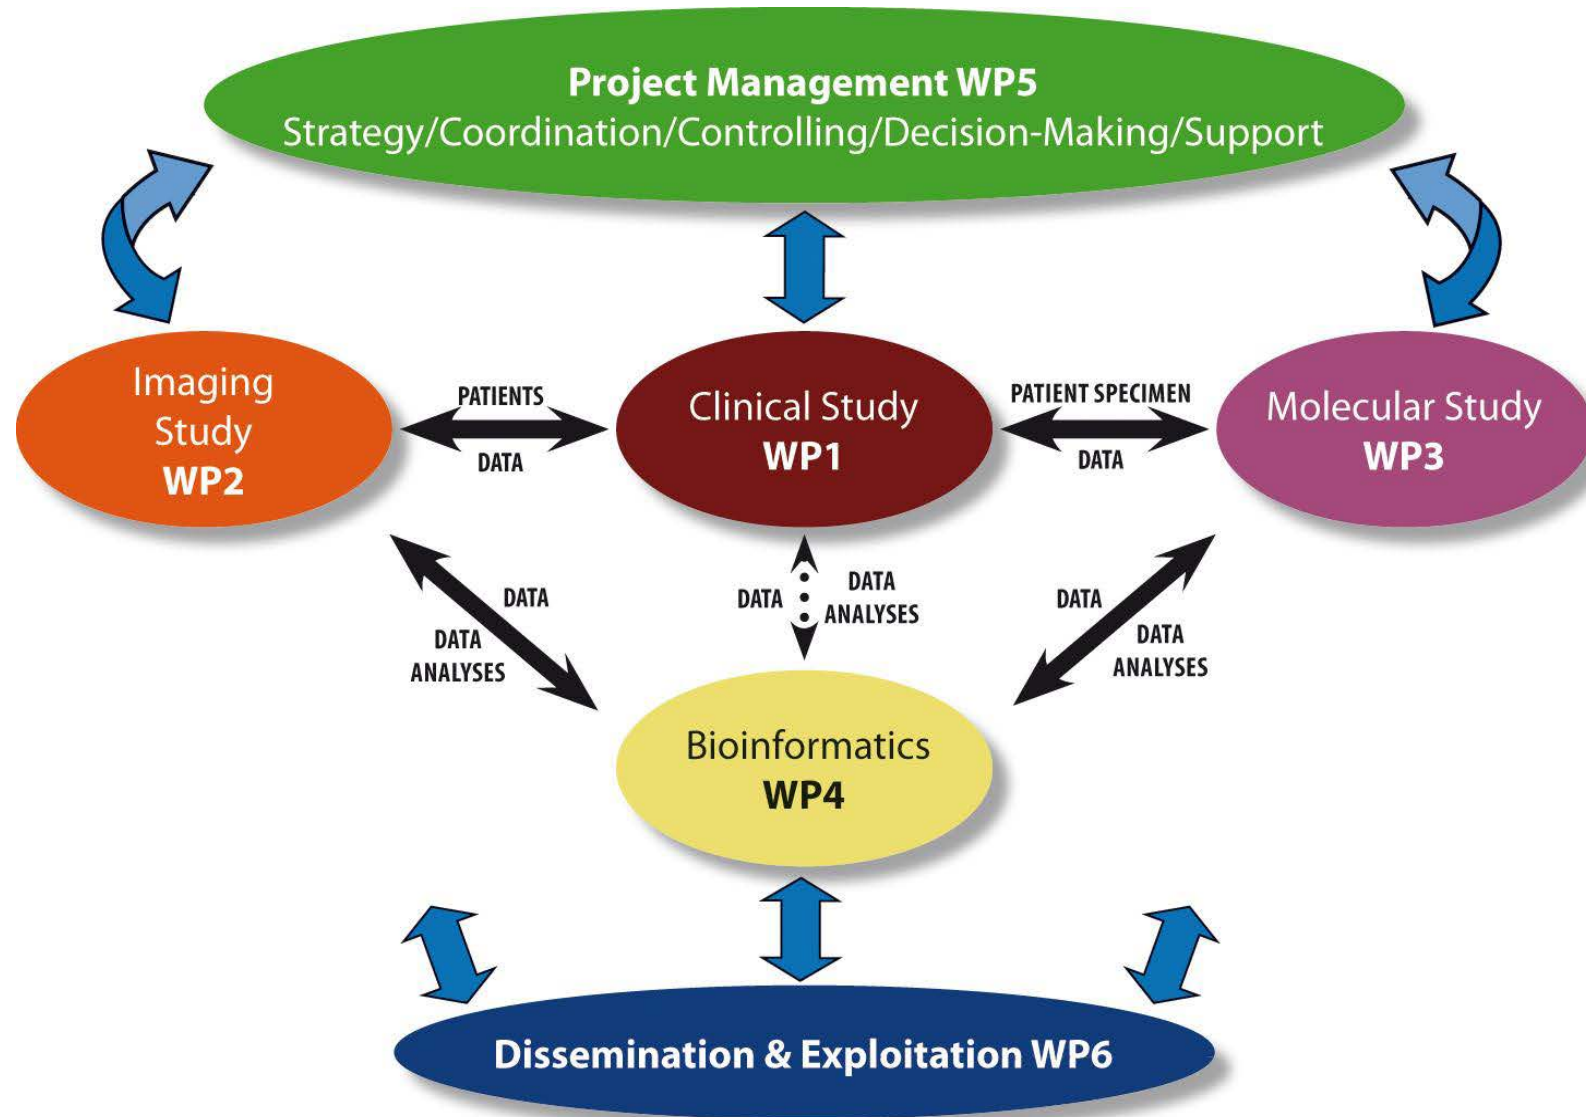 Project Management WP5
Strategy/Coordination/Controlling/Decision-Making/Support
Imaging
Study
WP2
PATIENTS
DATA
Clinical Study
WP1
PATIENT SPECIMEN
DATA
Molecular Study
WP3
DATA
DATA
ANALYSES
DATA
DATA
ANALYSES
DATA
DATA
ANALYSES
Bioinformatics
WP4
Dissemination & Exploitation WP6